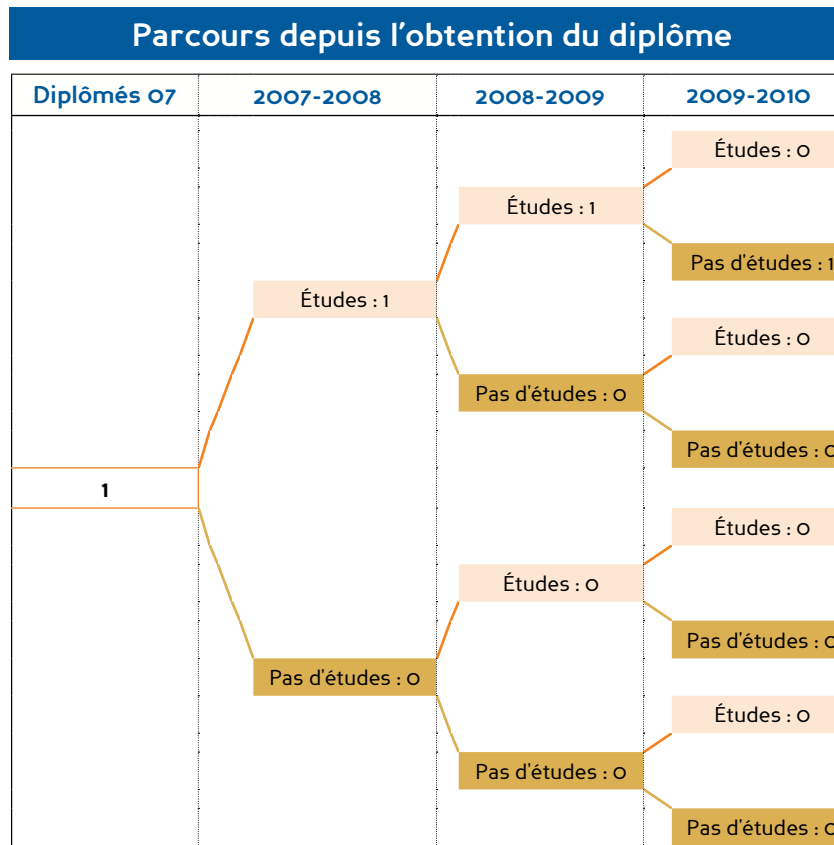 Parcours depuis l'obtention du diplôme
Diplômés 07 2007-2008 2008-2009 2009-2010
Études : 0
Études : 1
Pas d'études : 1
Études : 1
Études : 0
Pas d'études : 0
Pas d'études : 0
1
Études : 0
Études : 0
Pas d'études : 0
Pas d'études : 0
Études : 0
Pas d'études : 0
Pas d'études : 0